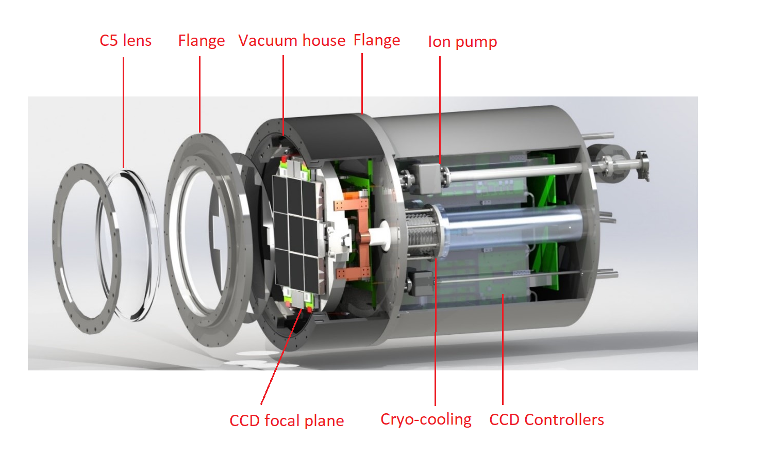 C5 lens
Flange
Vacuum house
Flange
Ion pump
CCD focal plane
Cryo-cooling
CCD Controllers